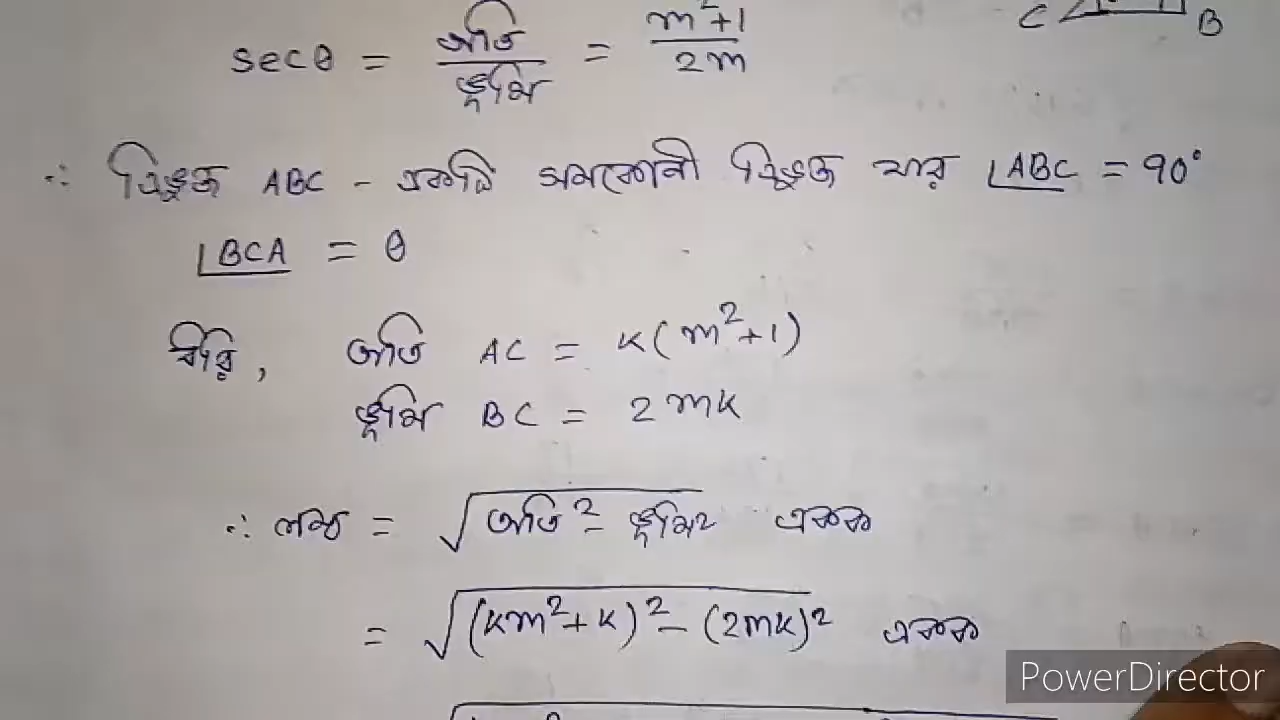 C B
secθ = অতি/ভূমি = m²+1/2m
∴ ত্রিভুজ ABC - একটি সমকোনী ত্রিভুজ যার ∠ABC = 90°
∠BCA = θ
ধরি, অতি AC = k(m²+1)
ভূমি BC = 2mk
∴ লম্ব = √(অতি² - ভূমি²) একক
= √((km²+k)² - (2mk)²) একক
PowerDirector